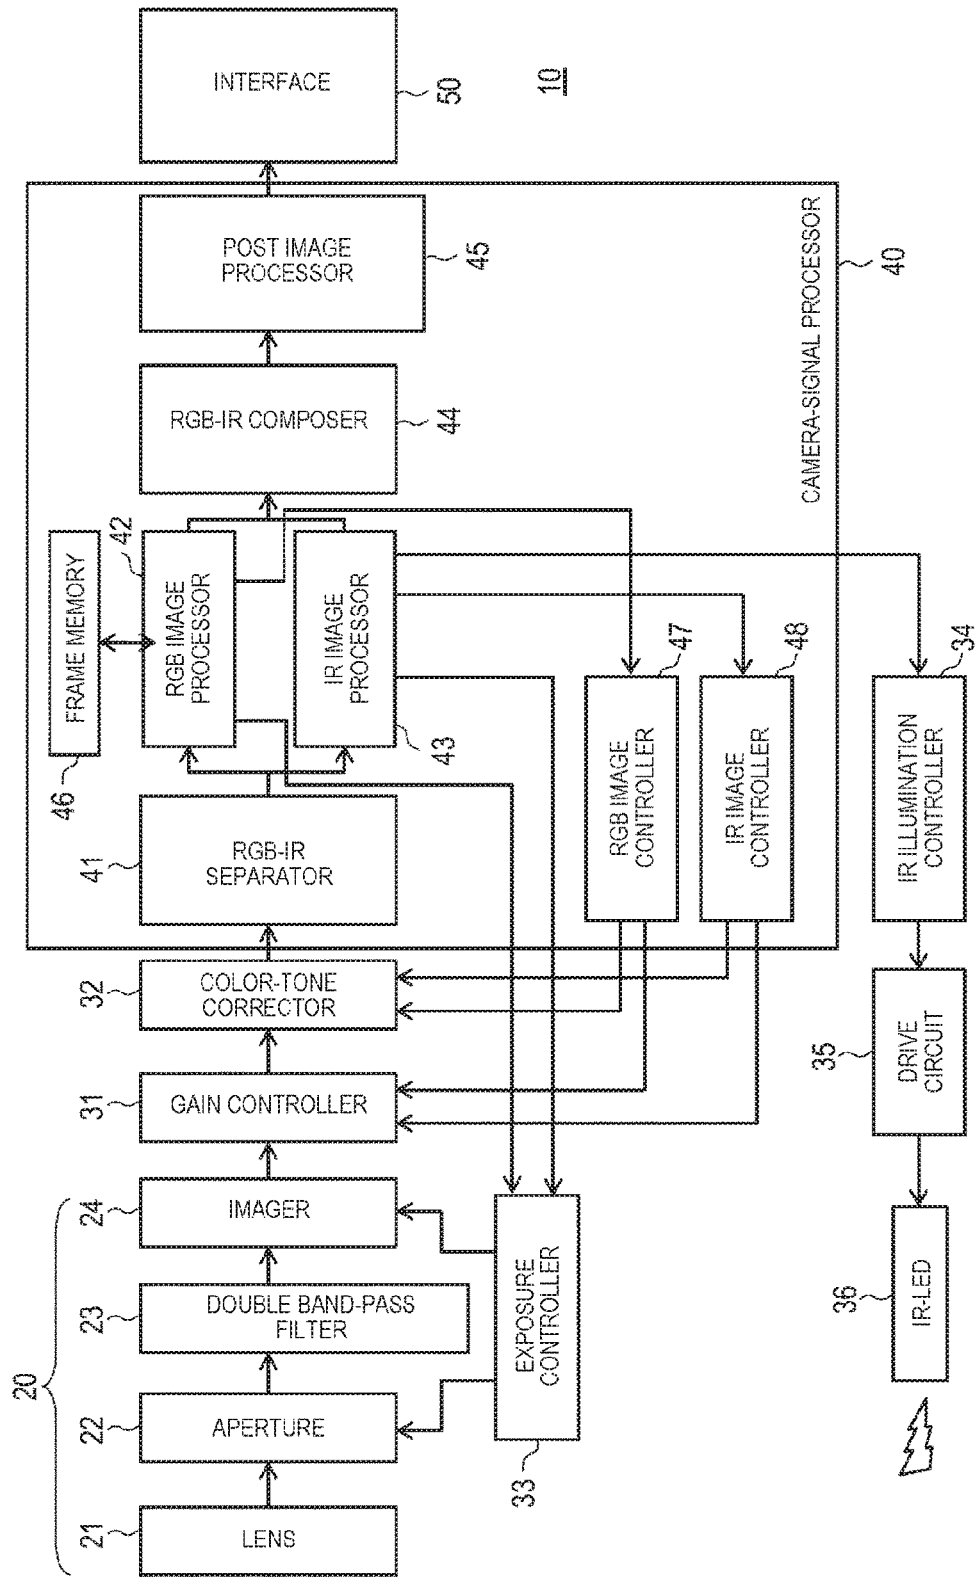 INTERFACE
50
10
POST IMAGE
PROCESSOR
45
CAMERA-SIGNAL PROCESSOR
40
RGB-IR COMPOSER
44
42
FRAME MEMORY
46
RGB IMAGE
PROCESSOR
IR IMAGE
PROCESSOR
43
41
RGB-IR
SEPARATOR
RGB IMAGE
CONTROLLER
47
IR IMAGE
CONTROLLER
48
IR ILLUMINATION
CONTROLLER
34
32
COLOR-TONE
CORRECTOR
35
DRIVE
CIRCUIT
31
GAIN CONTROLLER
24
IMAGER
23
DOUBLE BAND-PASS
FILTER
20
22
APERTURE
EXPOSURE
CONTROLLER
33
36
IR-LED
21
LENS